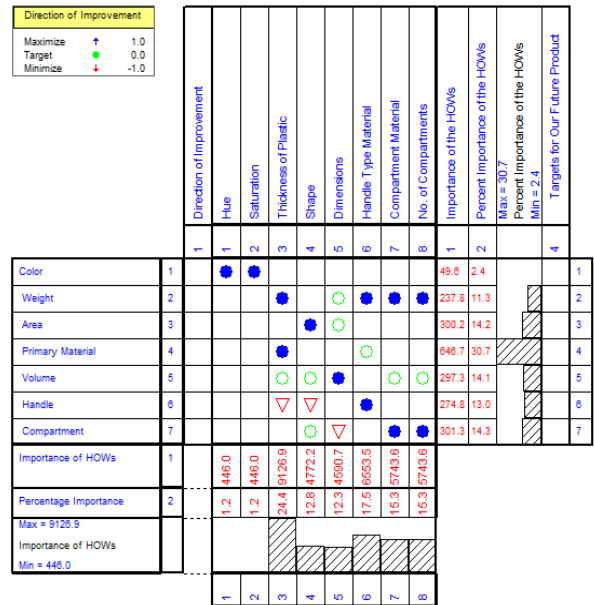 Direction of Improvement
Maximize 1.0
Target 0.0
Minimize -1.0
Direction of Improvement
Hue
Saturation
Thickness of Plastic
Shape
Dimensions
Handle Type Material
Compartment Material
No. of Compartments
Importance of the HOWs
Percent Importance of the HOWs
Max = 30.7
Percent Importance of the HOWs
Min = 2.4
Targets for Our Future Product
1 1 2 3 4 5 6 7 8 1 2 4
Color 1 49.6 2.4 1
Weight 2 237.8 11.3 2
Area 3 300.2 14.2 3
Primary Material 4 646.7 30.7 4
Volume 5 297.3 14.1 5
Handle 6 274.8 13.0 6
Compartment 7 301.3 14.3 7
Importance of HOWs 1 446.0 446.0 9126.9 4772.2 4590.7 6553.5 5743.6 5743.6
Percentage Importance 2 1.2 1.2 24.4 12.8 12.3 17.5 15.3 15.3
Max = 9126.9
Importance of HOWs
Min = 446.0
1 2 3 4 5 6 7 8